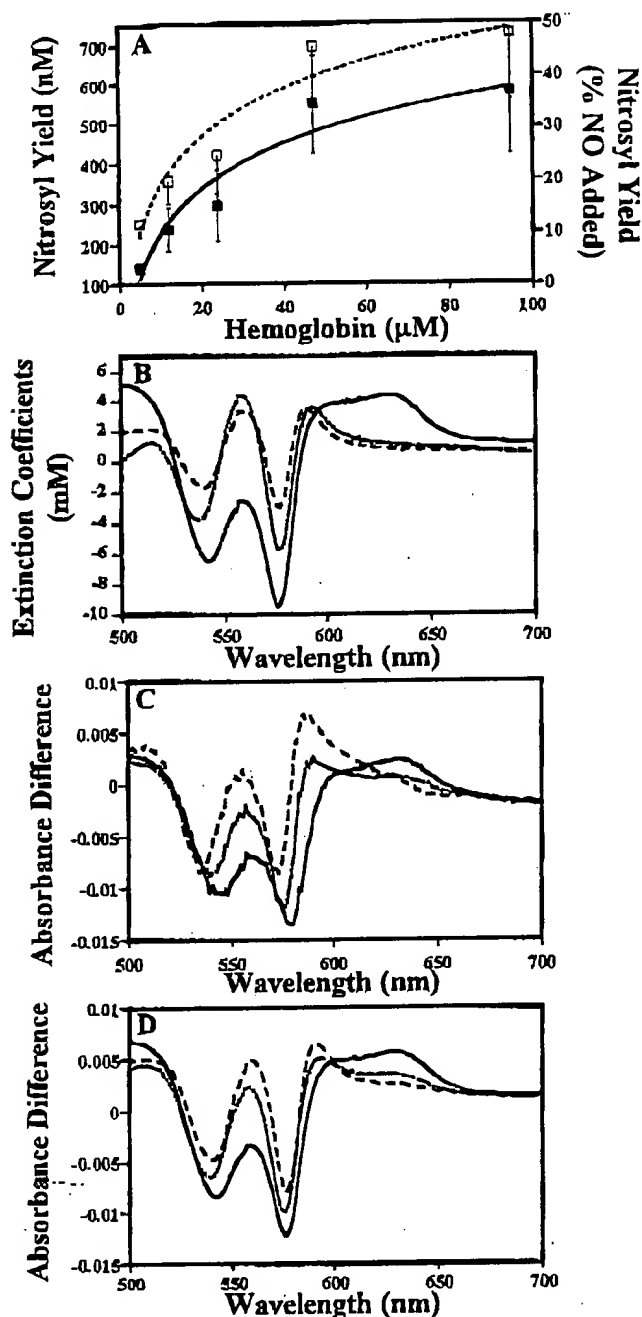 A
Nitrosyl Yield (nM)
700
600
500
400
300
200
100
50
40
30
20
10
0
Nitrosyl Yield
(% NO Added)
0 20 40 60 80 100
Hemoglobin (µM)
B
Extinction Coefficients
(mM)
6
4
2
0
-2
-4
-6
-8
-10
500 550 600 650 700
Wavelength (nm)
C
Absorbance Difference
0.01
0.005
0
-0.005
-0.01
-0.015
500 550 600 650 700
Wavelength (nm)
D
Absorbance Difference
0.01
0.005
0
-0.005
-0.01
-0.015
500 550 600 650 700
Wavelength (nm)